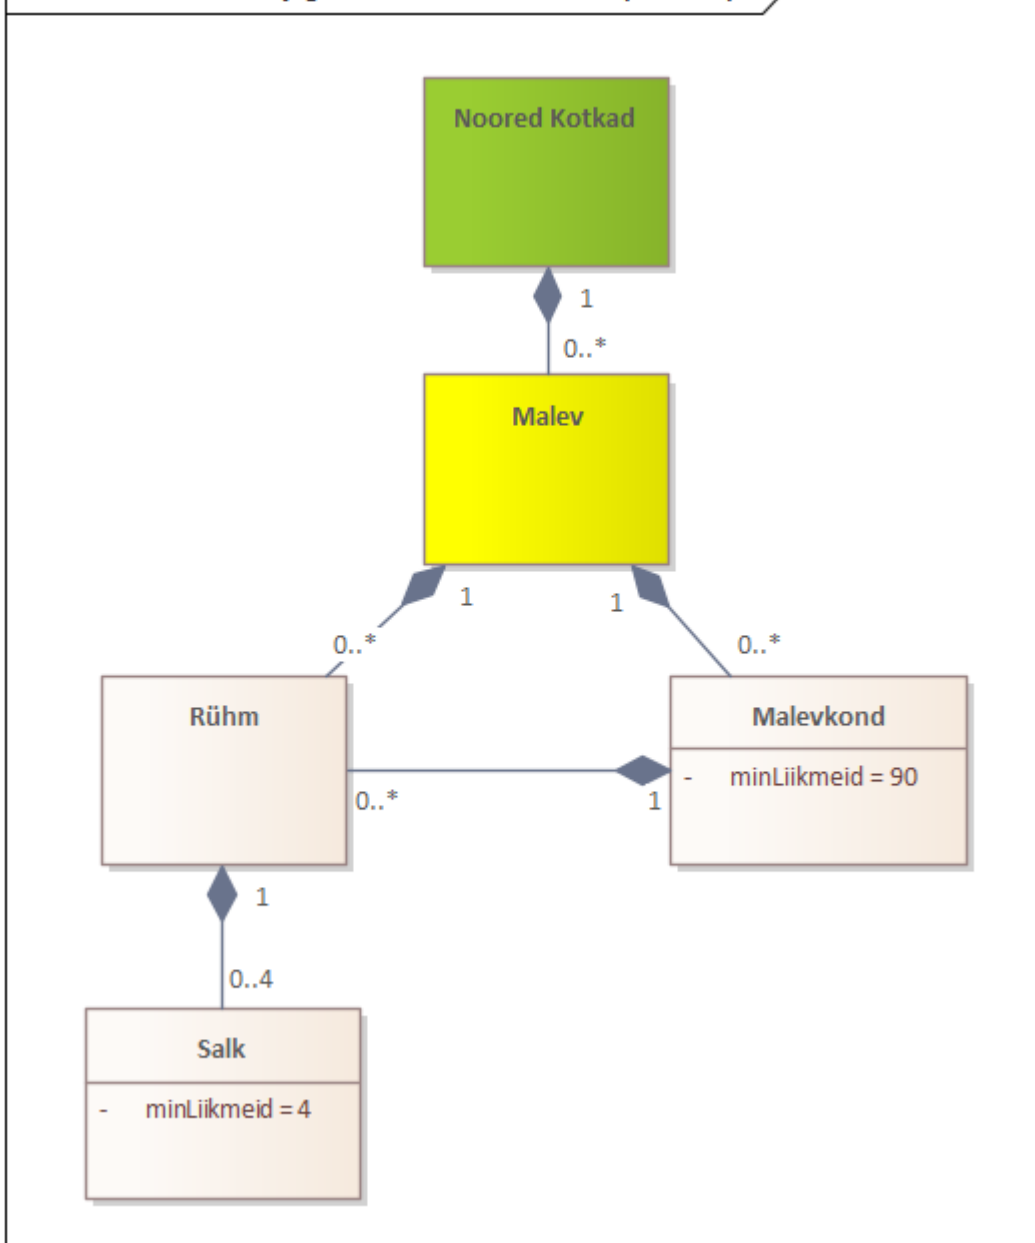 Noored Kotkad
1
0..*
Malev
1
1
0..*
0..*
Rühm
Malevkond
- minLiikmeid = 90
0..*
1
1
0..4
Salk
- minLiikmeid = 4